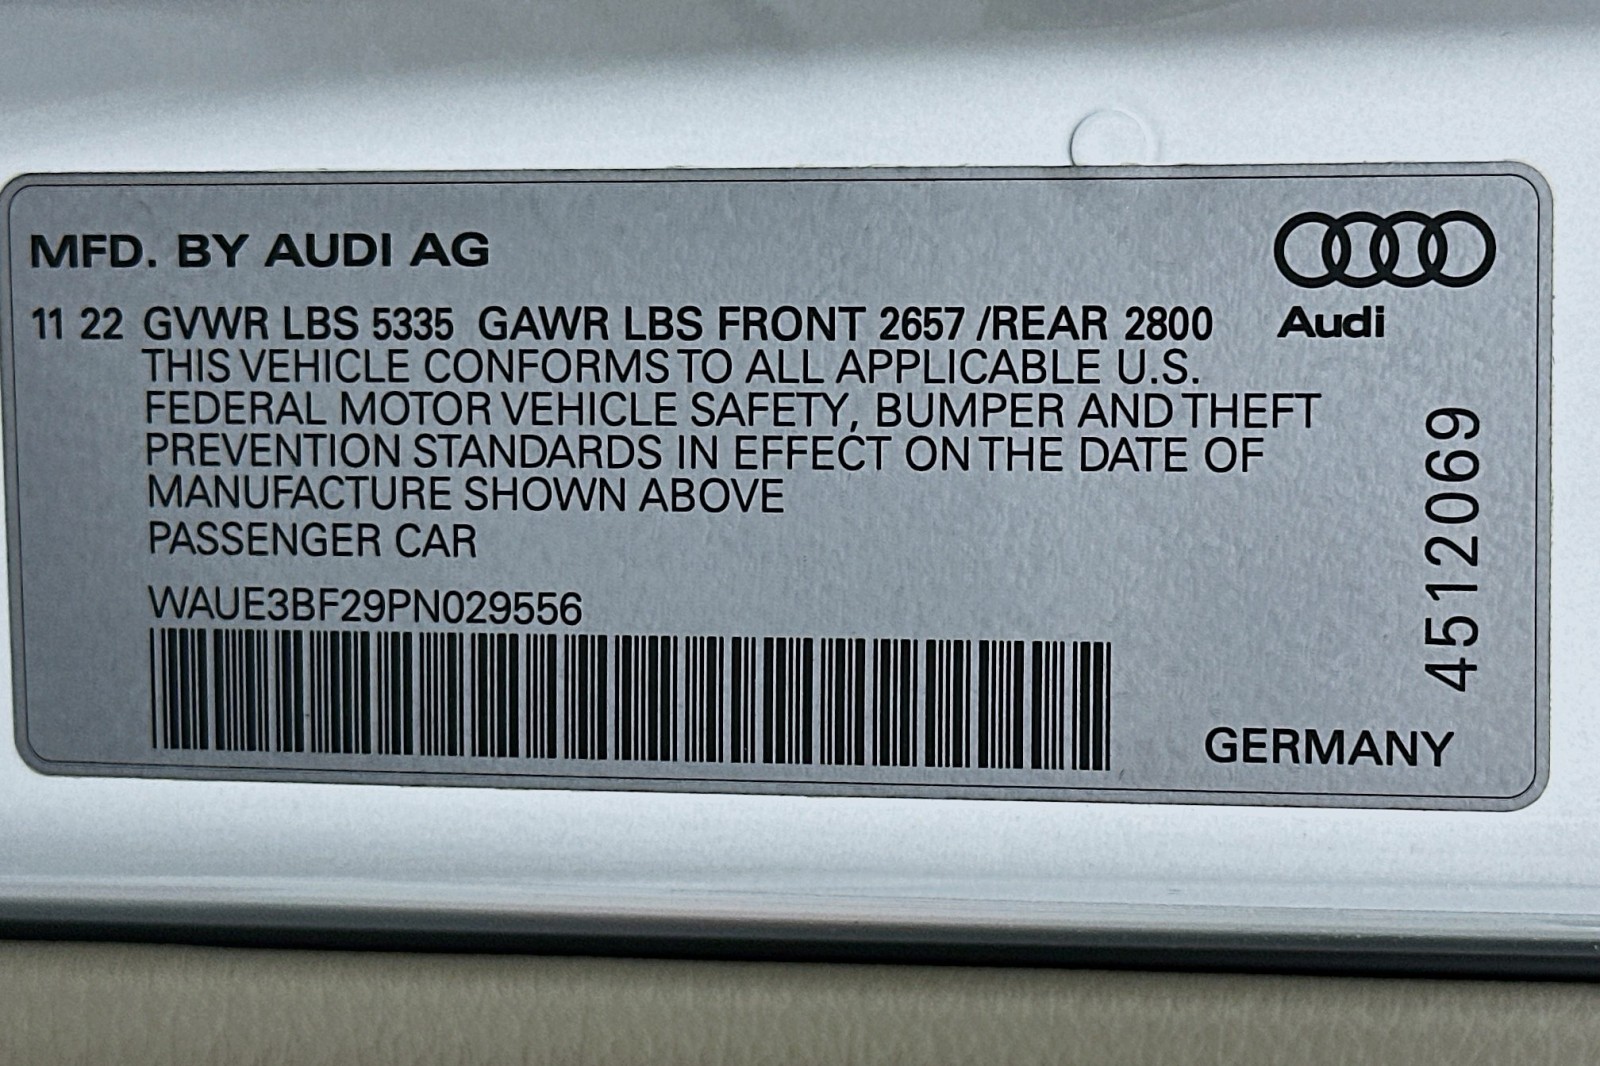 MFD. BY AUDI AG
Audi
11 22 GVWR LBS 5335 GAWR LBS FRONT 2657 /REAR 2800
THIS VEHICLE CONFORMS TO ALL APPLICABLE U.S.
FEDERAL MOTOR VEHICLE SAFETY, BUMPER AND THEFT
PREVENTION STANDARDS IN EFFECT ON THE DATE OF
MANUFACTURE SHOWN ABOVE
PASSENGER CAR
WAUE3BF29PN029556
4512069
GERMANY